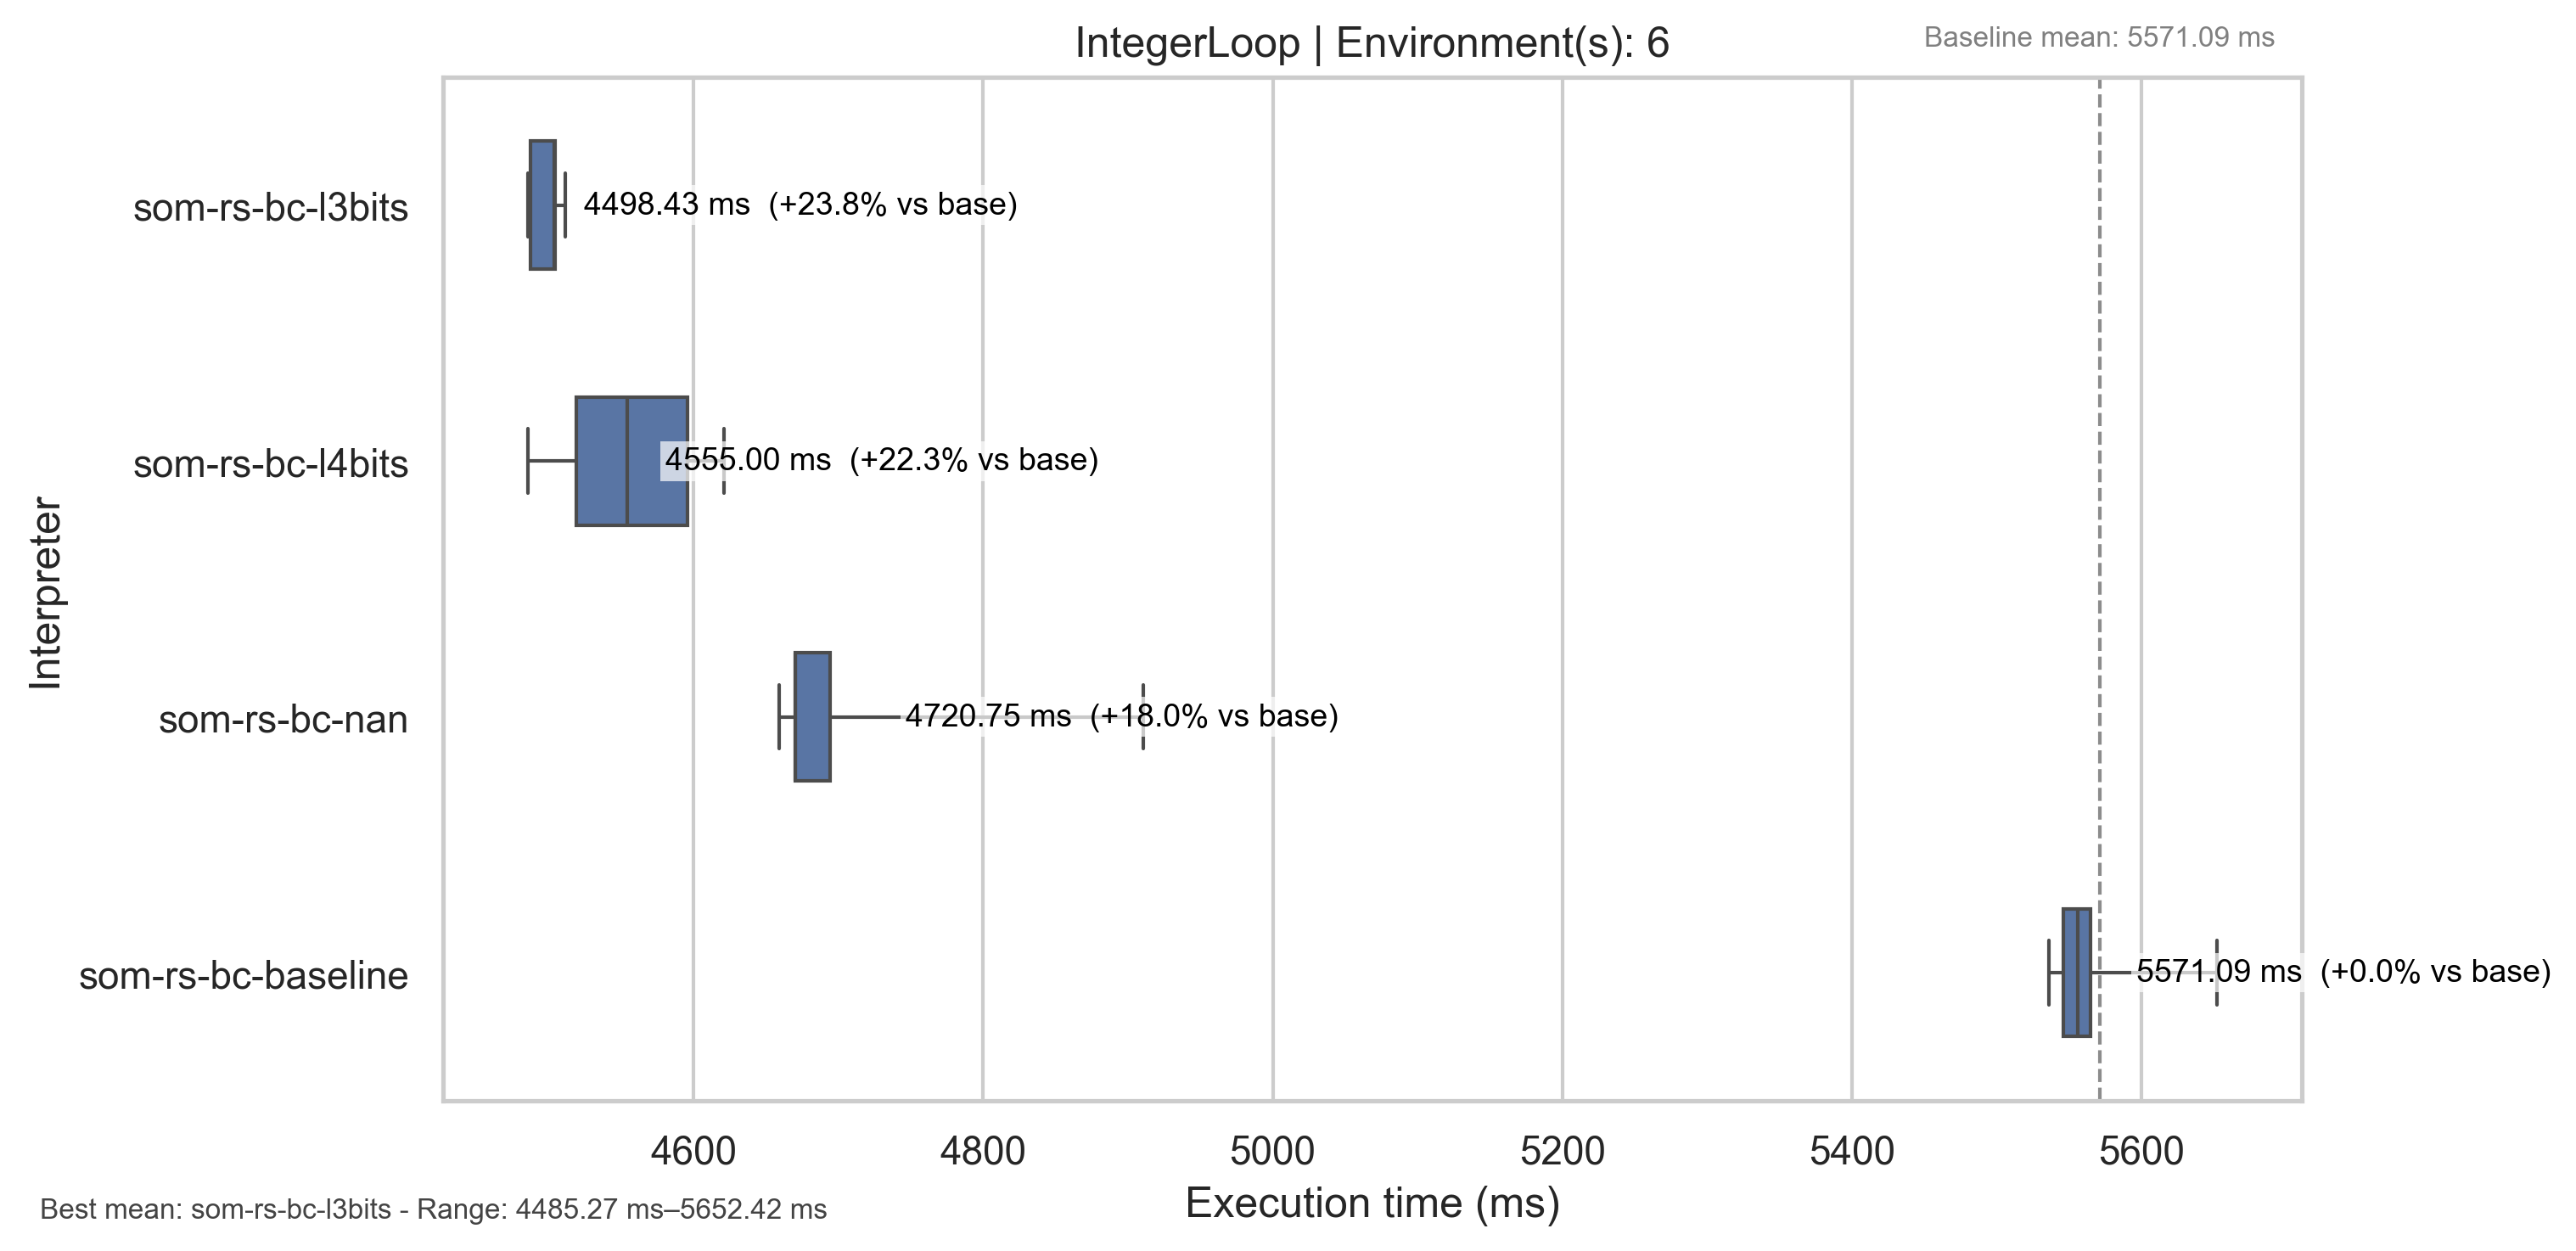 IntegerLoop | Environment(s): 6
Baseline mean: 5571.09 ms
som-rs-bc-l3bits
4498.43 ms  (+23.8% vs base)
som-rs-bc-l4bits
4555.00 ms  (+22.3% vs base)
Interpreter
som-rs-bc-nan
4720.75 ms  (+18.0% vs base)
som-rs-bc-baseline
5571.09 ms  (+0.0% vs base)
4600 4800 5000 5200 5400 5600
Execution time (ms)
Best mean: som-rs-bc-l3bits - Range: 4485.27 ms–5652.42 ms